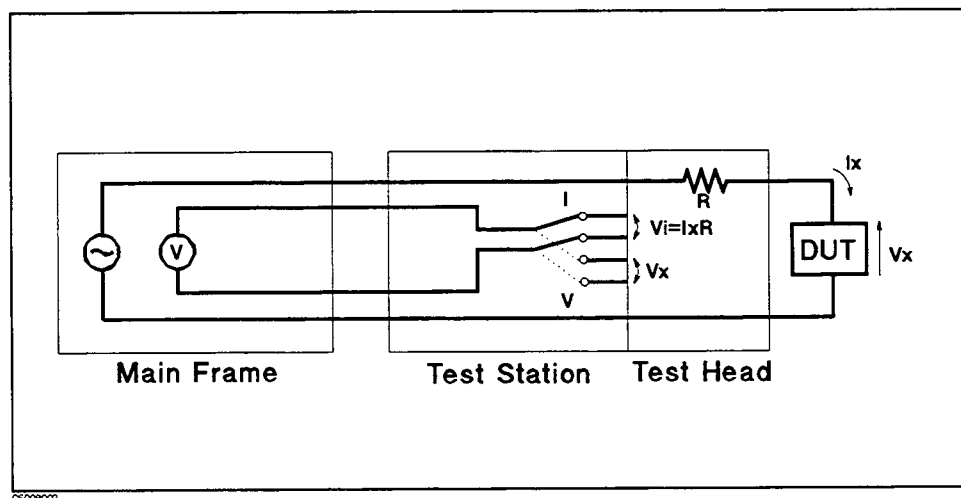 Ix
I
R
Vi=IxR
V
DUT
Vx
Vx
V
Main Frame
Test Station
Test Head